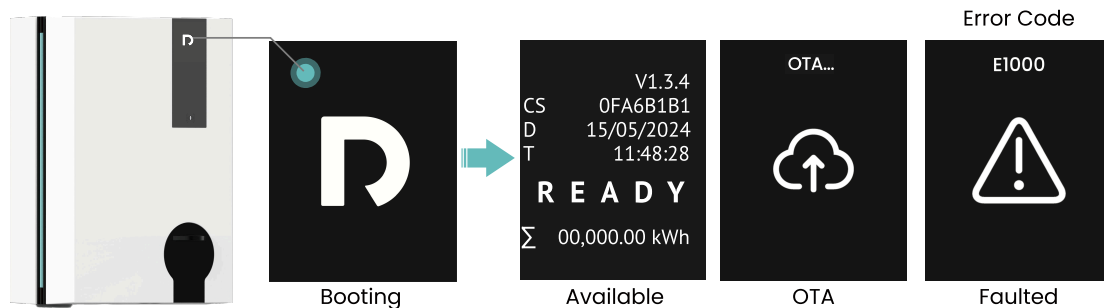 Error Code
OTA...
E1000
V1.3.4
CS 0FA6B1B1
D 15/05/2024
T 11:48:28
READY
∑ 00,000.00 kWh
Booting
Available
OTA
Faulted